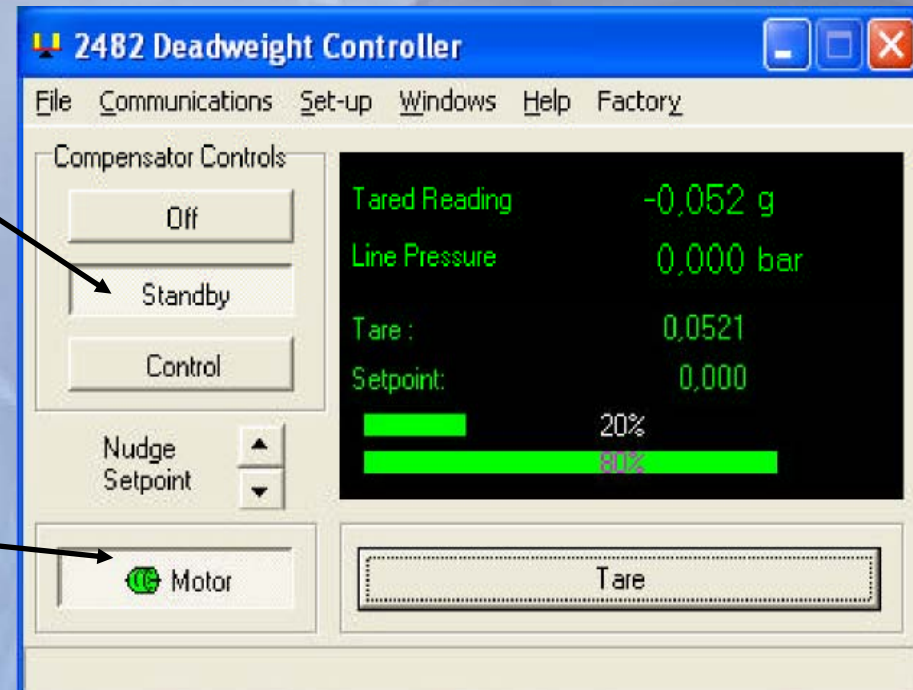 2482 Deadweight Controller
File Communications Set-up Windows Help Factory
Compensator Controls
Off
Standby
Control
Nudge
Setpoint
Motor
Tared Reading -0,052 g
Line Pressure 0,000 bar
Tare : 0,0521
Setpoint: 0,000
20%
80%
Tare